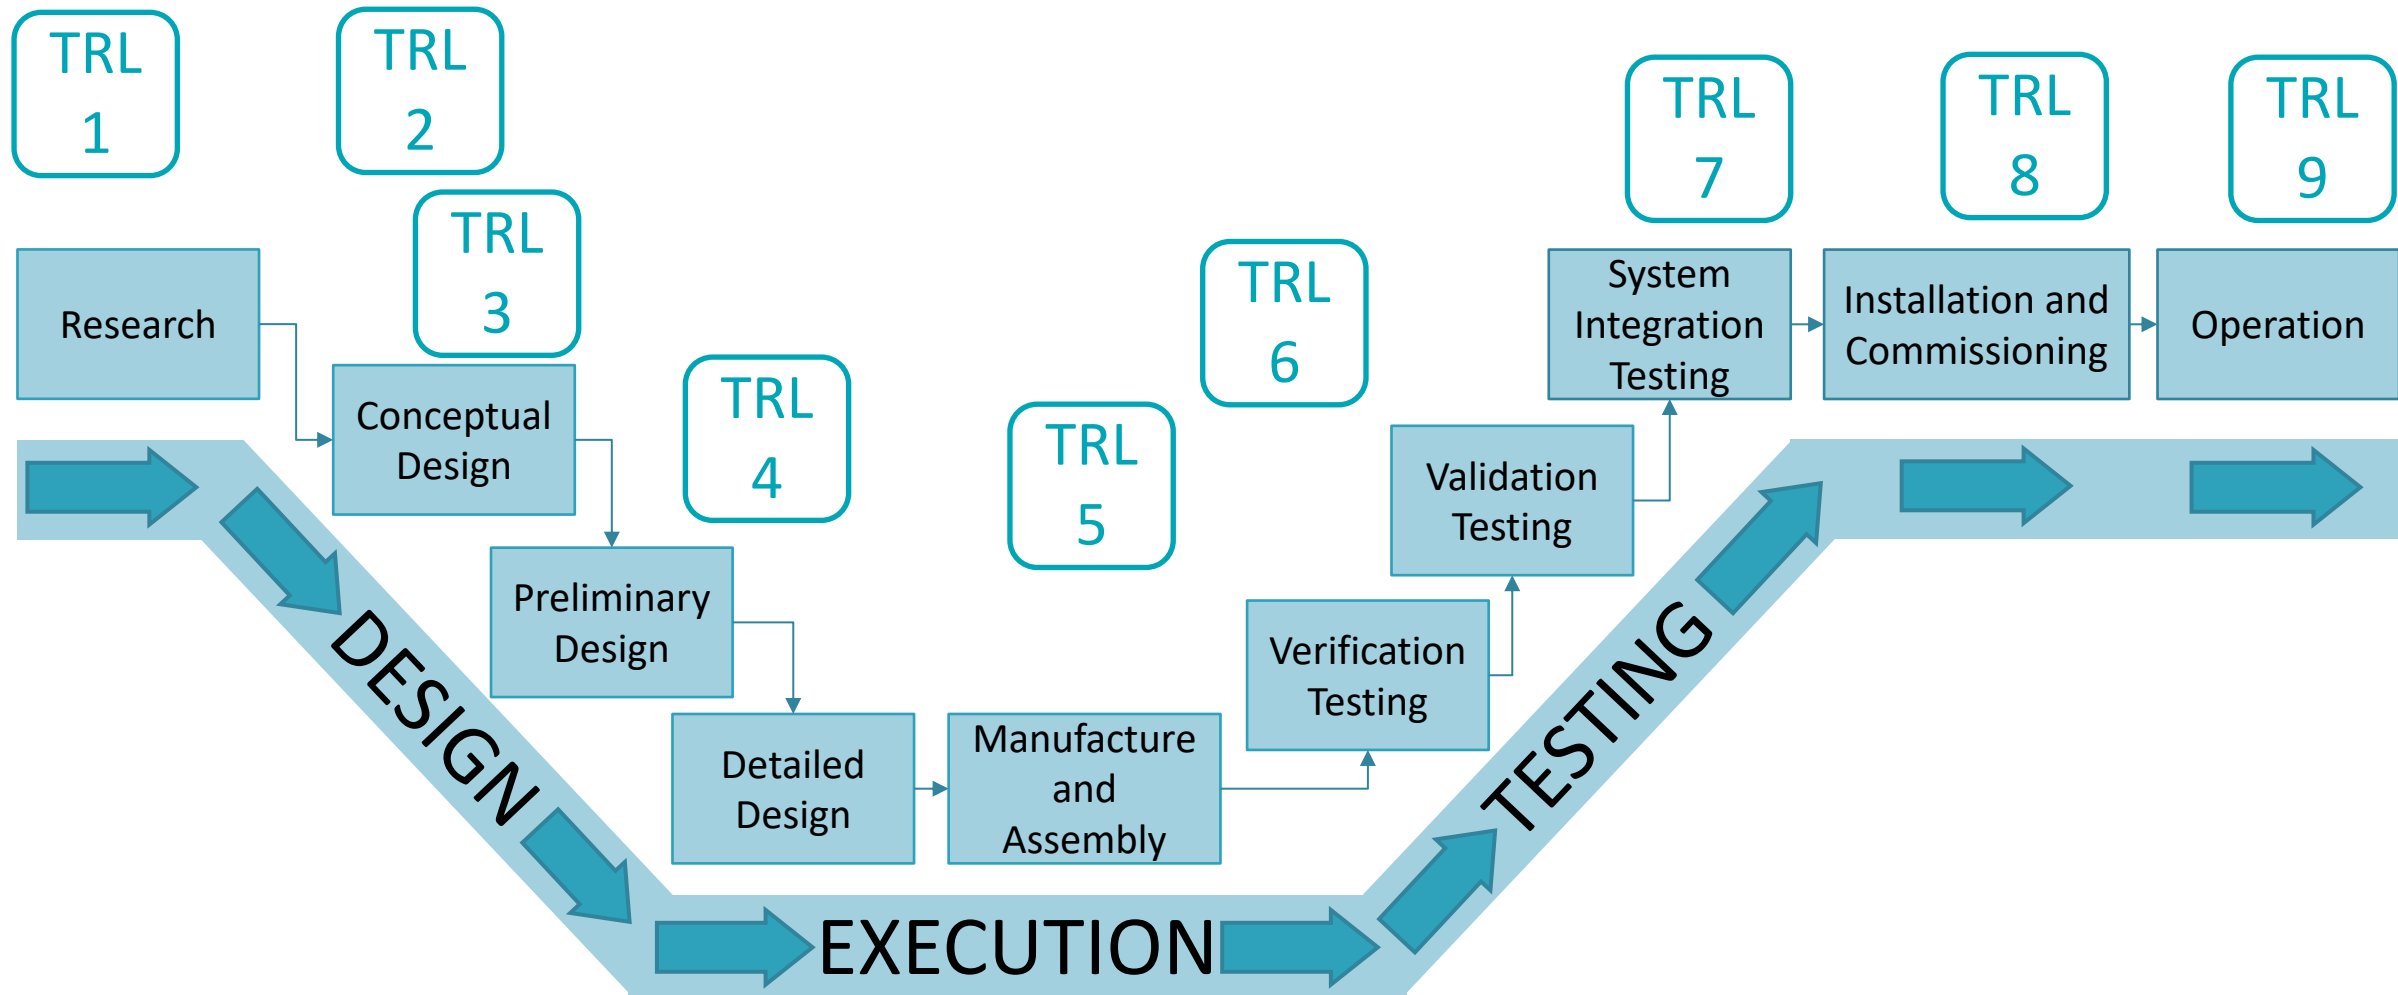 TRL
1
TRL
2
TRL
3
TRL
4
TRL
5
TRL
6
TRL
7
TRL
8
TRL
9
Research
Conceptual
Design
Preliminary
Design
Detailed
Design
Manufacture
and
Assembly
Verification
Testing
Validation
Testing
System
Integration
Testing
Installation and
Commissioning
Operation
DESIGN
EXECUTION
TESTING